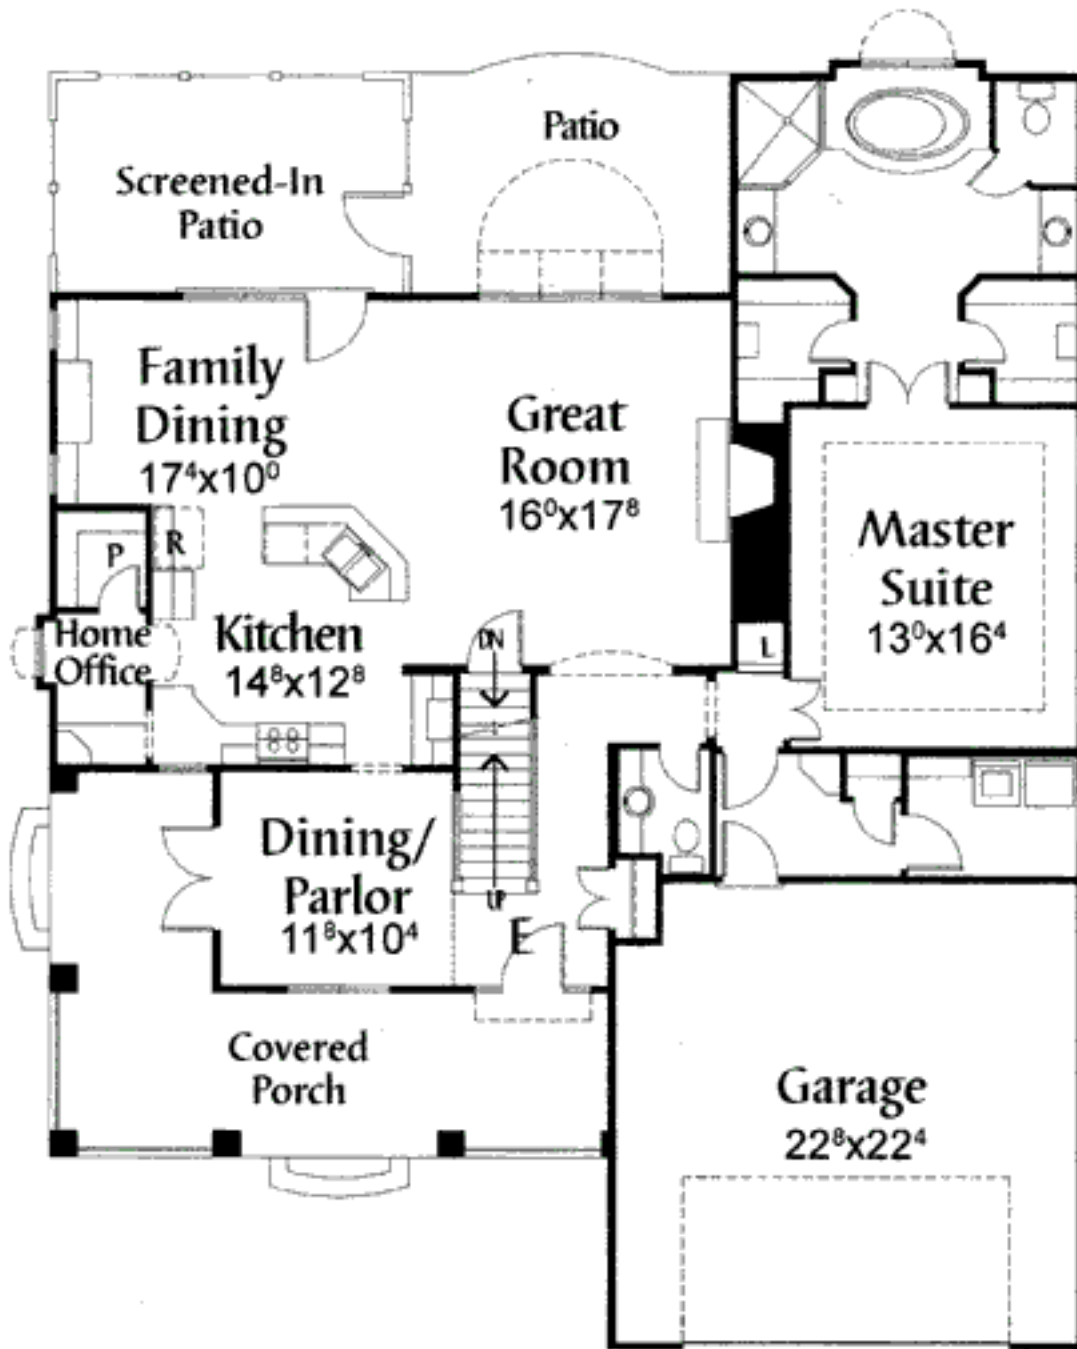 Patio
Screened-In
Patio
Family
Dining
17⁴x10⁰
Great
Room
16⁰x17⁸
Master
Suite
13⁰x16⁴
P
R
Home
Office
Kitchen
14⁸x12⁸
DN
L
Dining/
Parlor
11⁸x10⁴
UP
E
Covered
Porch
Garage
22⁸x22⁴